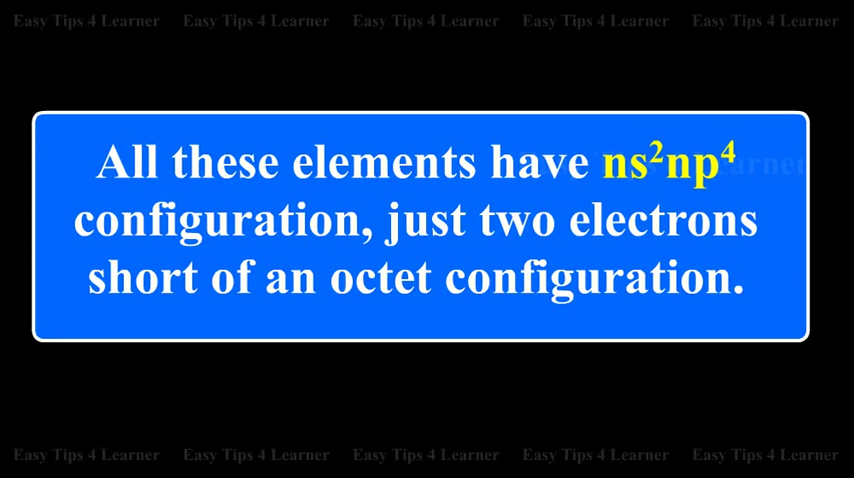 Easy Tips 4 Learner Easy Tips 4 Learner Easy Tips 4 Learner Easy Tips 4 Learner Easy Tips 4 Learner
All these elements have ns²np⁴
configuration, just two electrons
short of an octet configuration.
Easy Tips 4 Learner Easy Tips 4 Learner Easy Tips 4 Learner Easy Tips 4 Learner Easy Tips 4 Learner